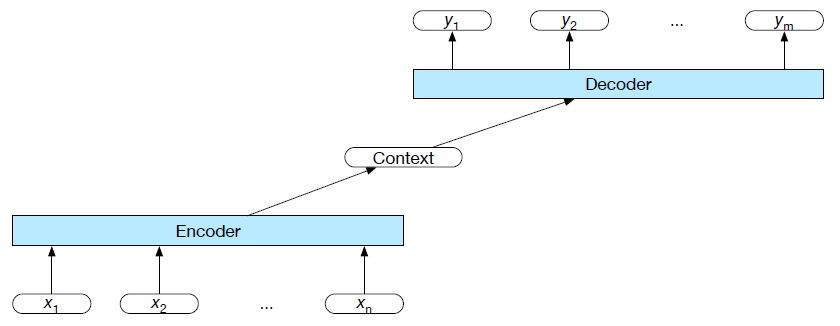 y₁ y₂ ... yₘ
Decoder
Context
Encoder
x₁ x₂ ... xₙ